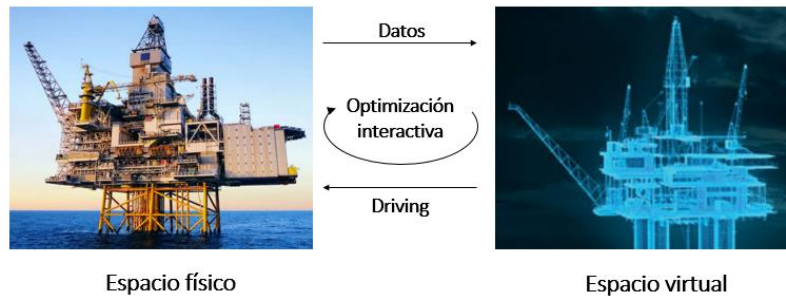 Datos
Optimización
interactiva
Driving
Espacio físico
Espacio virtual